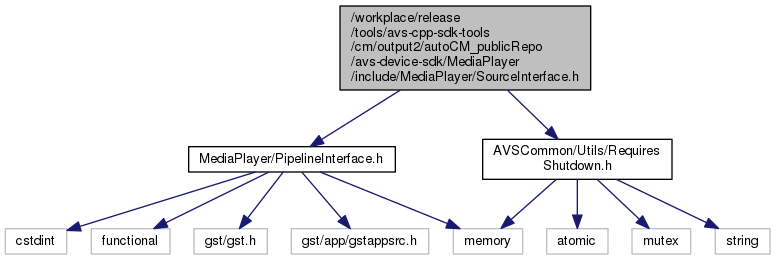 /workplace/release
/tools/avs-cpp-sdk-tools
/cm/output2/autoCM_publicRepo
/avs-device-sdk/MediaPlayer
/include/MediaPlayer/SourceInterface.h
MediaPlayer/PipelineInterface.h
AVSCommon/Utils/Requires
Shutdown.h
cstdint
functional
gst/gst.h
gst/app/gstappsrc.h
memory
atomic
mutex
string